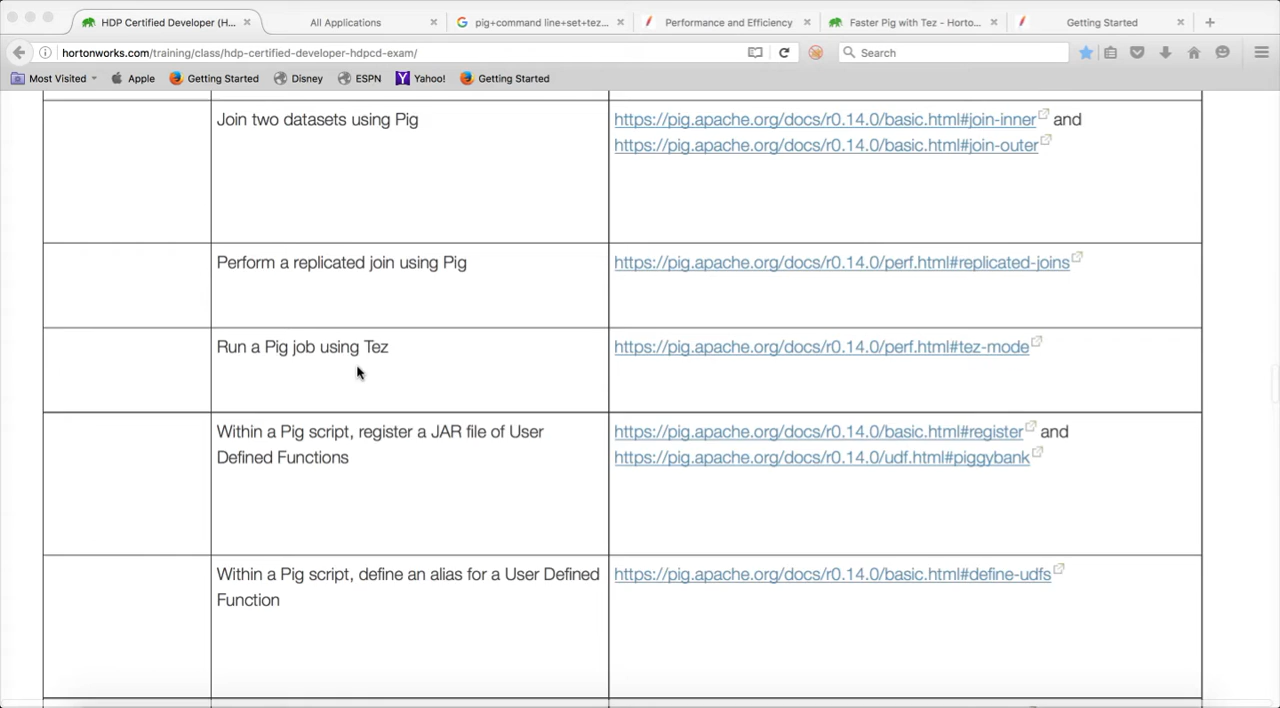 HDP Certified Developer (H...
All Applications
pig+command line+set+tez...
Performance and Efficiency
Faster Pig with Tez - Horto...
Getting Started
hortonworks.com/training/class/hdp-certified-developer-hdpcd-exam/
Search
Most Visited
Apple
Getting Started
Disney
ESPN
Yahoo!
Getting Started
Join two datasets using Pig
https://pig.apache.org/docs/r0.14.0/basic.html#join-inner and
https://pig.apache.org/docs/r0.14.0/basic.html#join-outer
Perform a replicated join using Pig
https://pig.apache.org/docs/r0.14.0/perf.html#replicated-joins
Run a Pig job using Tez
https://pig.apache.org/docs/r0.14.0/perf.html#tez-mode
Within a Pig script, register a JAR file of User
Defined Functions
https://pig.apache.org/docs/r0.14.0/basic.html#register and
https://pig.apache.org/docs/r0.14.0/udf.html#piggybank
Within a Pig script, define an alias for a User Defined
Function
https://pig.apache.org/docs/r0.14.0/basic.html#define-udfs